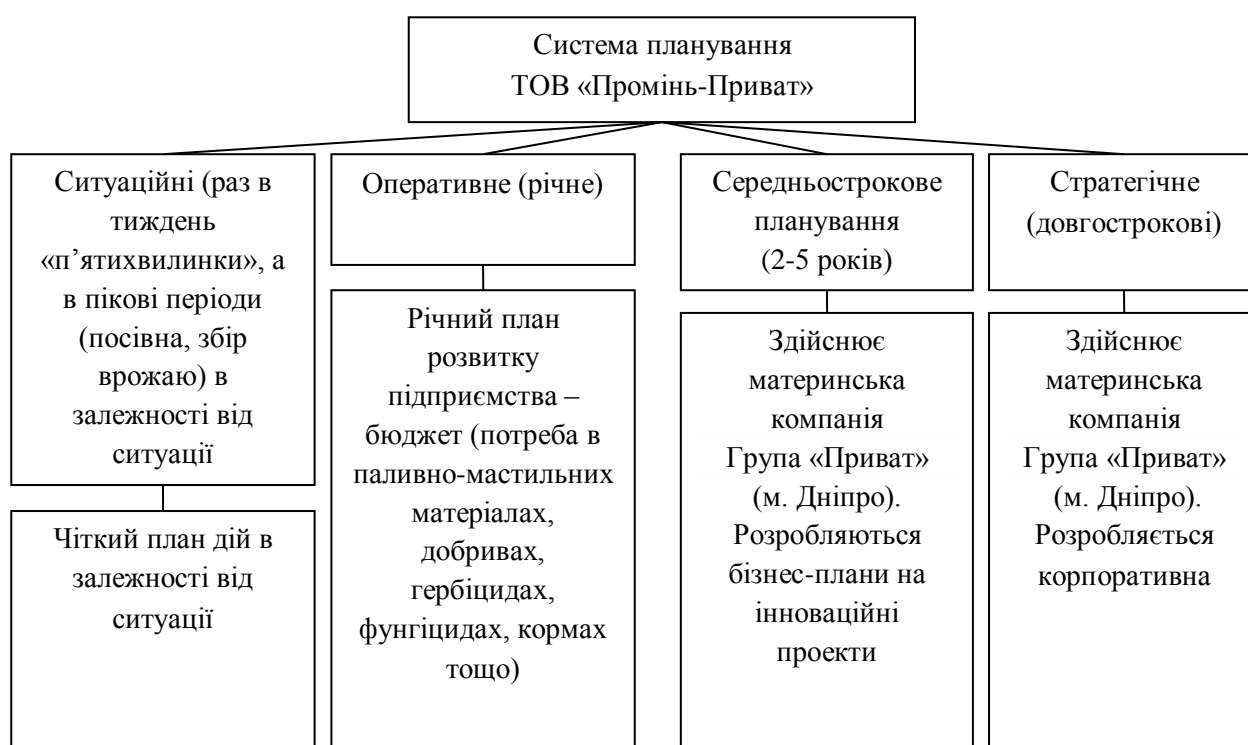 Система планування
ТОВ «Промінь-Приват»
Ситуаційні (раз в
тиждень
«п’ятихвилинки», а
в пікові періоди
(посівна, збір
врожаю) в
залежності від
ситуації
Чіткий план дій в
залежності від
ситуації
Оперативне (річне)
Річний план
розвитку
підприємства –
бюджет (потреба в
паливно-мастильних
матеріалах,
добривах,
гербіцидах,
фунгіцидах, кормах
тощо)
Середньострокове
планування
(2-5 років)
Здійснює
материнська
компанія
Група «Приват»
(м. Дніпро).
Розробляються
бізнес-плани на
інноваційні
проекти
Стратегічне
(довгострокові)
Здійснює
материнська
компанія
Група «Приват»
(м. Дніпро).
Розробляється
корпоративна